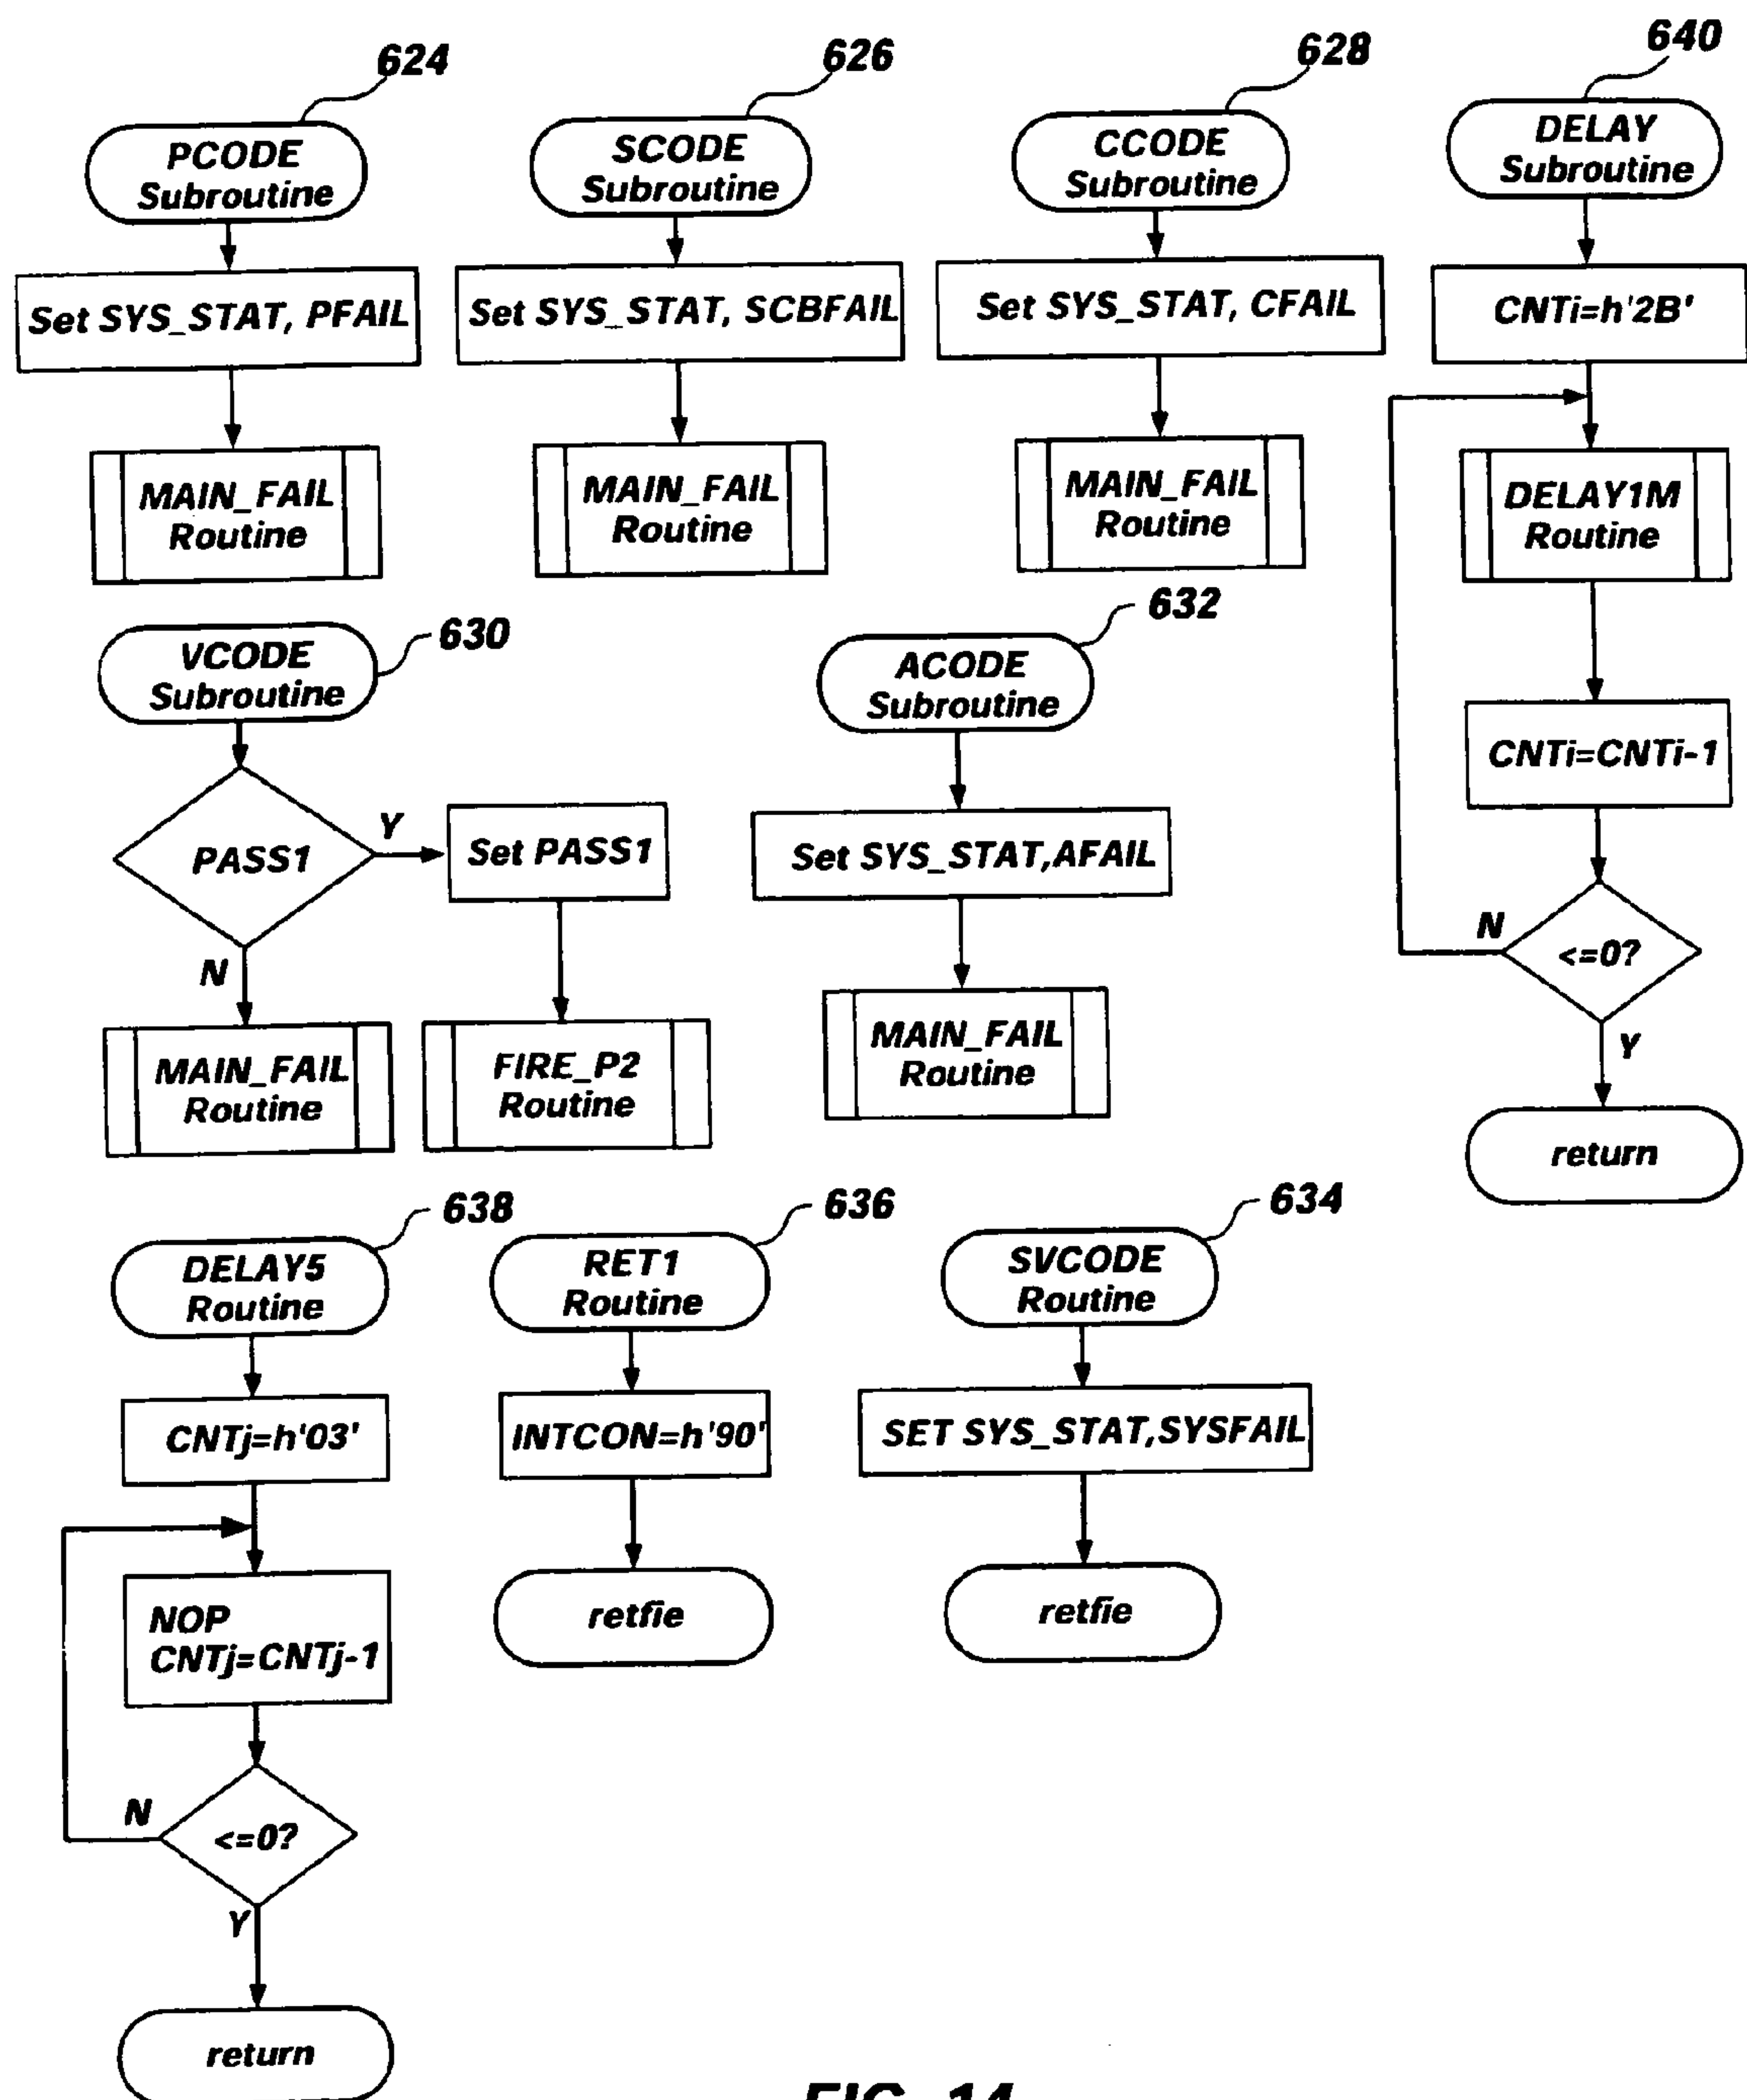 624
PCODE
Subroutine
Set SYS_STAT, PFAIL
MAIN_FAIL
Routine
626
SCODE
Subroutine
Set SYS_STAT, SCBFAIL
MAIN_FAIL
Routine
628
CCODE
Subroutine
Set SYS_STAT, CFAIL
MAIN_FAIL
Routine
640
DELAY
Subroutine
CNTi=h'2B'
DELAY1M
Routine
CNTi=CNTi-1
<=0?
N
Y
return
630
VCODE
Subroutine
PASS1
Y
Set PASS1
N
MAIN_FAIL
Routine
FIRE_P2
Routine
632
ACODE
Subroutine
Set SYS_STAT,AFAIL
MAIN_FAIL
Routine
638
DELAY5
Routine
CNTj=h'03'
NOP
CNTj=CNTj-1
<=0?
N
Y
return
636
RET1
Routine
INTCON=h'90'
retfie
634
SVCODE
Routine
SET SYS_STAT,SYSFAIL
retfie
FIG. 14